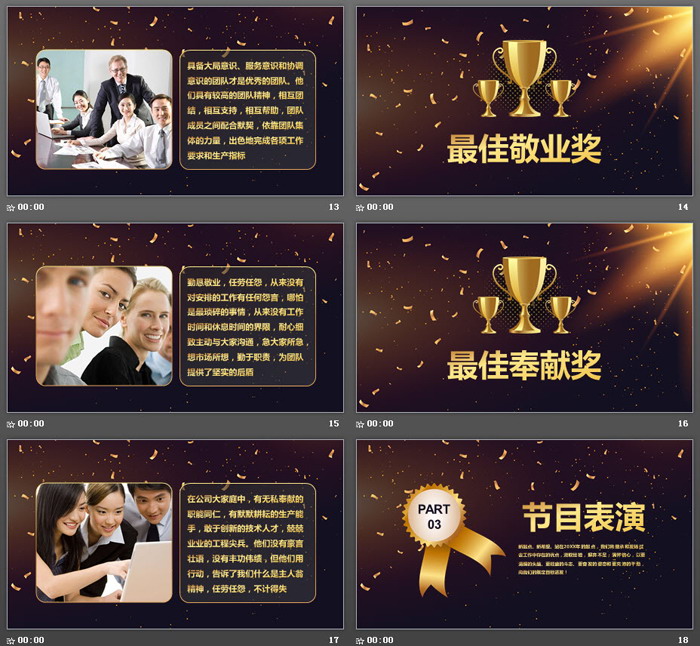 具备大局意识、服务意识和协调
意识的团队才是优秀的团队。他
们具有较高的团队精神，相互团
结，相互支持，相互帮助，团队
成员之间配合默契，依靠团队集
体的力量，出色地完成各项工作
要求和生产指标
00:00
13
最佳敬业奖
00:00
14
勤恳敬业，任劳任怨，从来没有
对安排的工作有任何怨言，哪怕
是最琐碎的事情，从来没有工作
时间和休息时间的界限，耐心细
致主动与大家沟通，急大家所急，
想市场所想，勤于职责，为团队
提供了坚实的后盾
00:00
15
最佳奉献奖
00:00
16
在公司大家庭中，有无私奉献的
职能同仁，有默默耕耘的生产能
手，敢于创新的技术人才，兢兢
业业的工程尖兵。他们没有豪言
壮语，没有丰功伟绩，但他们用
行动，告诉了我们什么是主人翁
精神，任劳任怨，不计得失
00:00
17
PART
03
节目表演
00:00
18